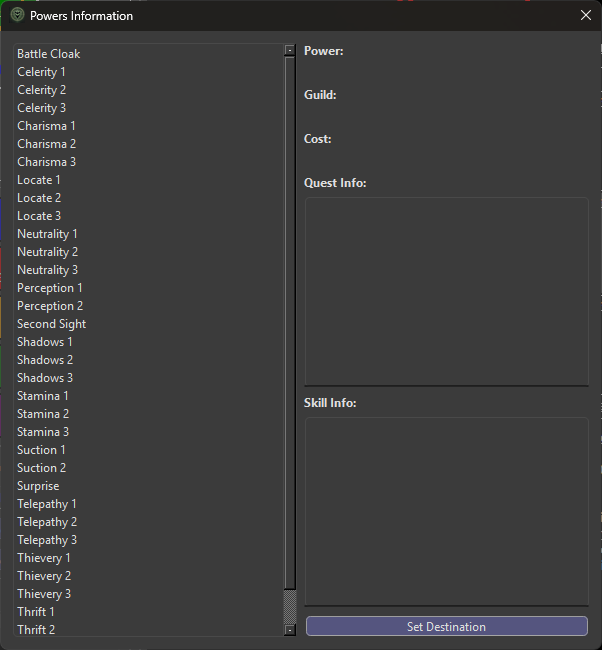 Powers Information
Battle Cloak
Celerity 1
Celerity 2
Celerity 3
Charisma 1
Charisma 2
Charisma 3
Locate 1
Locate 2
Locate 3
Neutrality 1
Neutrality 2
Neutrality 3
Perception 1
Perception 2
Second Sight
Shadows 1
Shadows 2
Shadows 3
Stamina 1
Stamina 2
Stamina 3
Suction 1
Suction 2
Surprise
Telepathy 1
Telepathy 2
Telepathy 3
Thievery 1
Thievery 2
Thievery 3
Thrift 1
Thrift 2
Power:
Guild:
Cost:
Quest Info:
Skill Info:
Set Destination